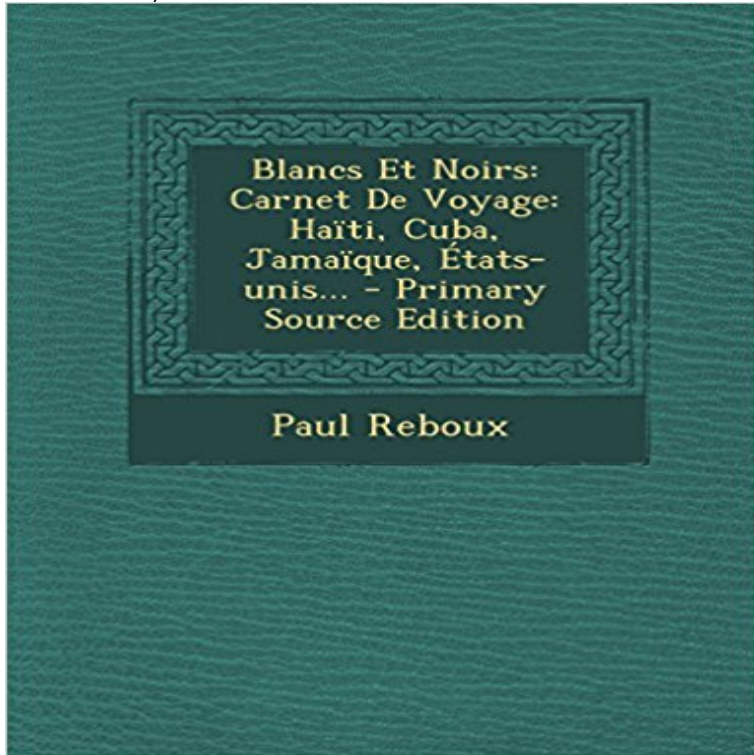 Blancs Et Noirs:
Carnet De Voyage:
Haïti, Cuba,
Jamaïque, États-
unis... - Primary
Source Edition
Paul Reboux